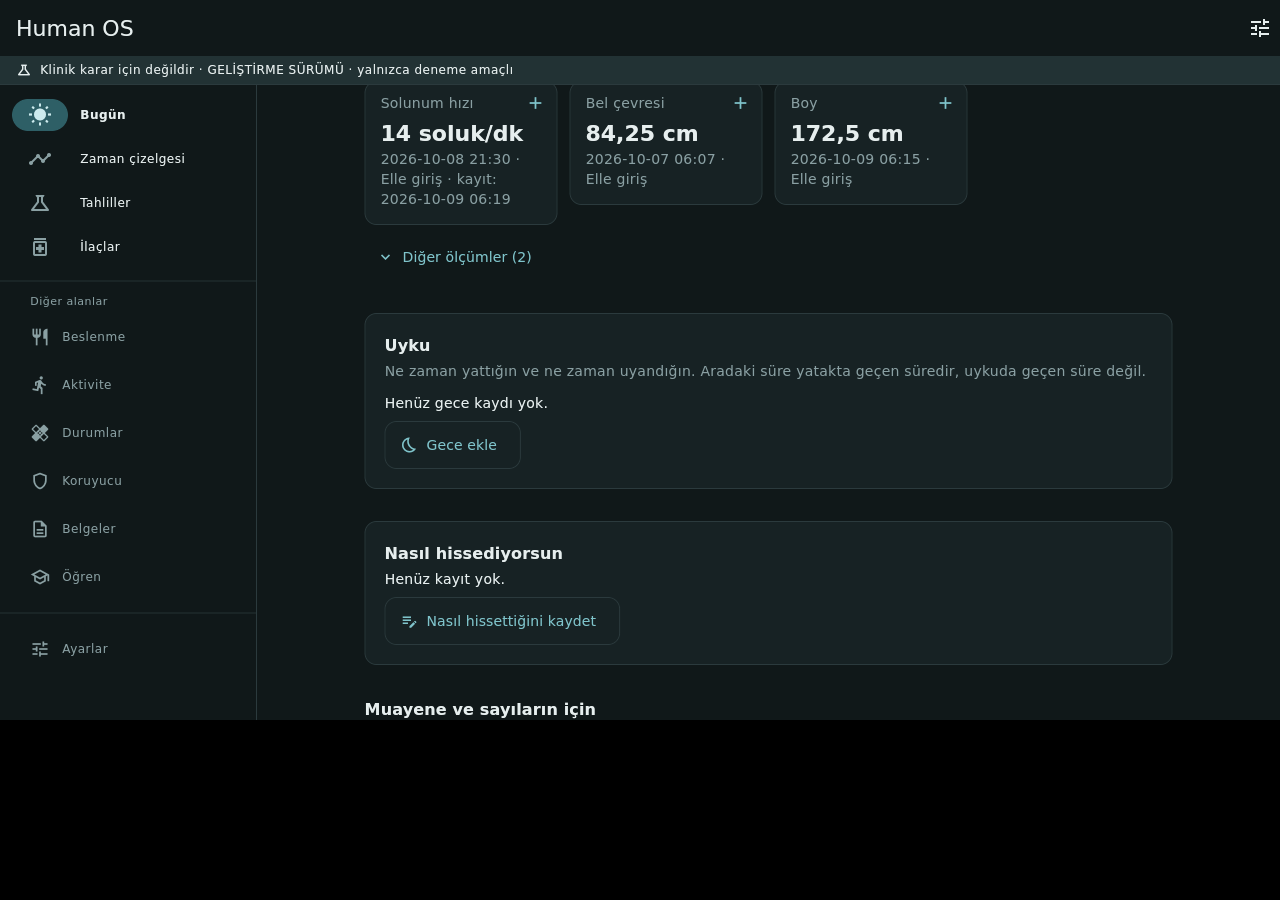 Human OS
Klinik karar için değildir · GELİŞTİRME SÜRÜMÜ · yalnızca deneme amaçlı
Bugün
Zaman çizelgesi
Tahliller
İlaçlar
Diğer alanlar
Beslenme
Aktivite
Durumlar
Koruyucu
Belgeler
Öğren
Ayarlar
Solunum hızı
14 soluk/dk
2026-10-08 21:30 ·
Elle giriş · kayıt:
2026-10-09 06:19
Bel çevresi
84,25 cm
2026-10-07 06:07 ·
Elle giriş
Boy
172,5 cm
2026-10-09 06:15 ·
Elle giriş
Diğer ölçümler (2)
Uyku
Ne zaman yattığın ve ne zaman uyandığın. Aradaki süre yatakta geçen süredir, uykuda geçen süre değil.
Henüz gece kaydı yok.
Gece ekle
Nasıl hissediyorsun
Henüz kayıt yok.
Nasıl hissettiğini kaydet
Muayene ve sayıların için